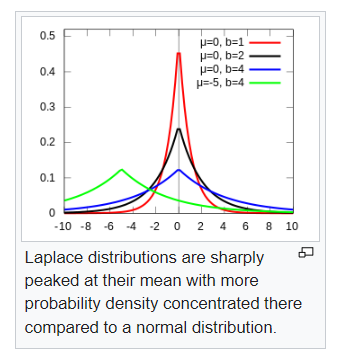 0.5
0.4
0.3
0.2
0.1
0
-10 -8 -6 -4 -2 0 2 4 6 8 10
μ=0, b=1
μ=0, b=2
μ=0, b=4
μ=-5, b=4
Laplace distributions are sharply
peaked at their mean with more
probability density concentrated there
compared to a normal distribution.